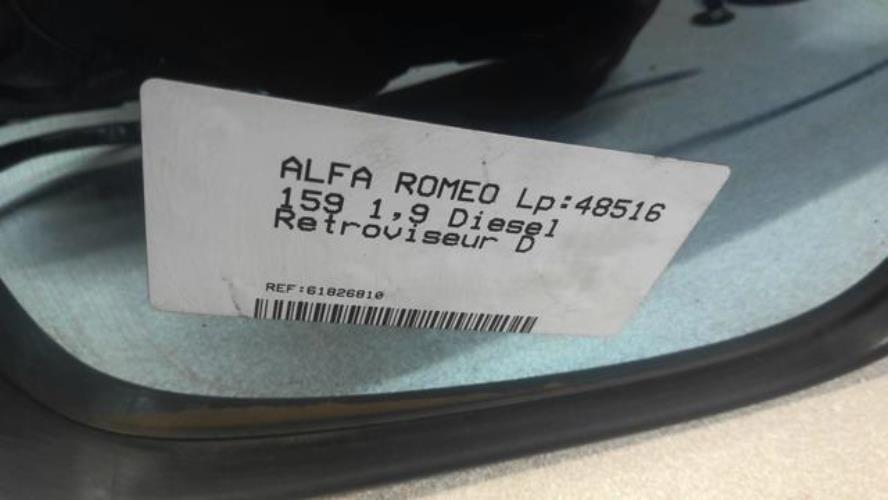 ALFA ROMEO Lp:48516
159 1,9 Diesel
Retroviseur D
REF:61826810